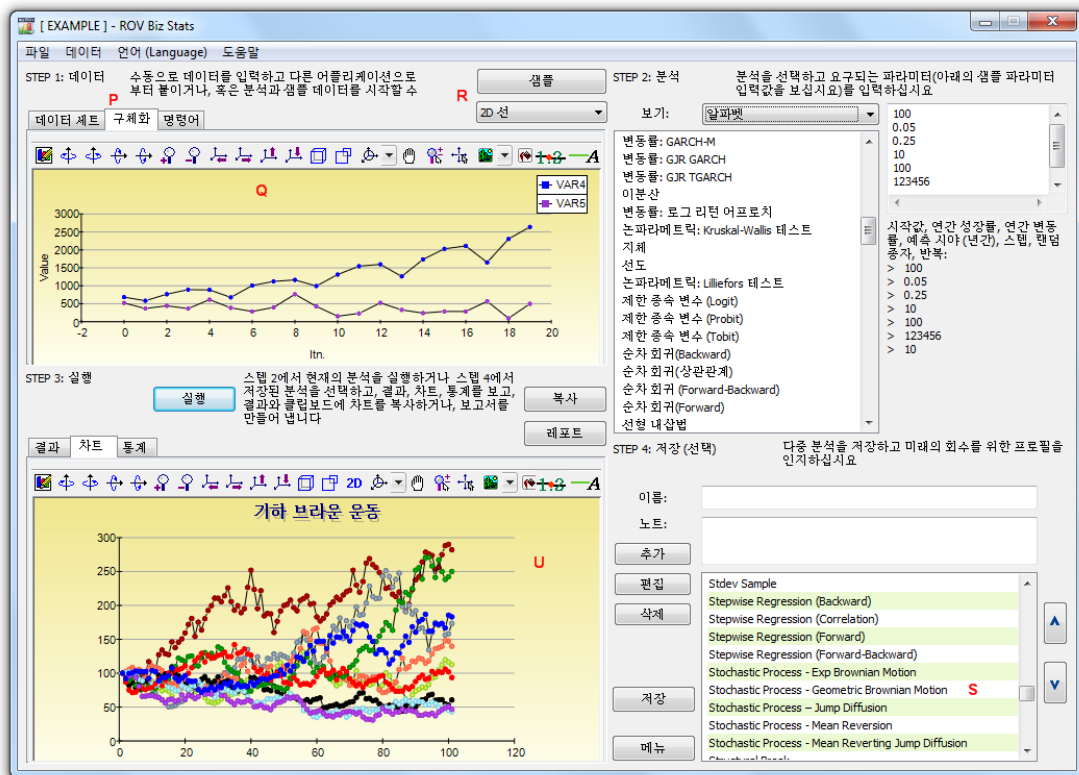 [ EXAMPLE ] - ROV Biz Stats
파일 데이터 언어 (Language) 도움말
STEP 1: 데이터
수동으로 데이터를 입력하고 다른 어플리케이션으로
부터 붙이거나, 혹은 분석과 샘플 데이터를 시작할 수
P
R
샘플
2D 선
데이터 세트 구체화 명령어
Q
VAR4
VAR5
Value
3000
2500
2000
1500
1000
500
0
-2 0 2 4 6 8 10 12 14 16 18 20
Itn.
STEP 2: 분석
분석을 선택하고 요구되는 파라미터(아래의 샘플 파라미터
입력값을 보십시요)를 입력하십시요
보기:
알파벳
변동률: GARCH-M
변동률: GJR GARCH
변동률: GJR TGARCH
이분산
변동률: 로그 리턴 어프로치
논파라메트릭: Kruskal-Wallis 테스트
지체
선도
논파라메트릭: Lilliefors 테스트
제한 종속 변수 (Logit)
제한 종속 변수 (Probit)
제한 종속 변수 (Tobit)
순차 회귀(Backward)
순차 회귀(상관관계)
순차 회귀 (Forward-Backward)
순차 회귀(Forward)
선형 내삽법
100
0.05
0.25
10
100
123456
시작값, 연간 성장률, 연간 변동
률, 예측 시야 (년간), 스텝, 랜덤
종자, 반복:
> 100
> 0.05
> 0.25
> 10
> 100
> 123456
> 10
STEP 3: 실행
실행
스텝 2에서 현재의 분석을 실행하거나 스텝 4에서
저장된 분석을 선택하고, 결과, 차트, 통계를 보고,
결과와 클립보드에 차트를 복사하거나, 보고서를
만들어 냅니다
복사
레포트
결과 차트 통계
2D
기하 브라운 운동
U
300
250
200
150
100
50
0
0 20 40 60 80 100 120
STEP 4: 저장 (선택)
다중 분석을 저장하고 미래의 회수를 위한 프로필을
인지하십시요
이름:
노트:
추가
편집
삭제
저장
메뉴
Stdev Sample
Stepwise Regression (Backward)
Stepwise Regression (Correlation)
Stepwise Regression (Forward)
Stepwise Regression (Forward-Backward)
Stochastic Process - Exp Brownian Motion
Stochastic Process - Geometric Brownian Motion
S
Stochastic Process – Jump Diffusion
Stochastic Process - Mean Reversion
Stochastic Process - Mean Reverting Jump Diffusion